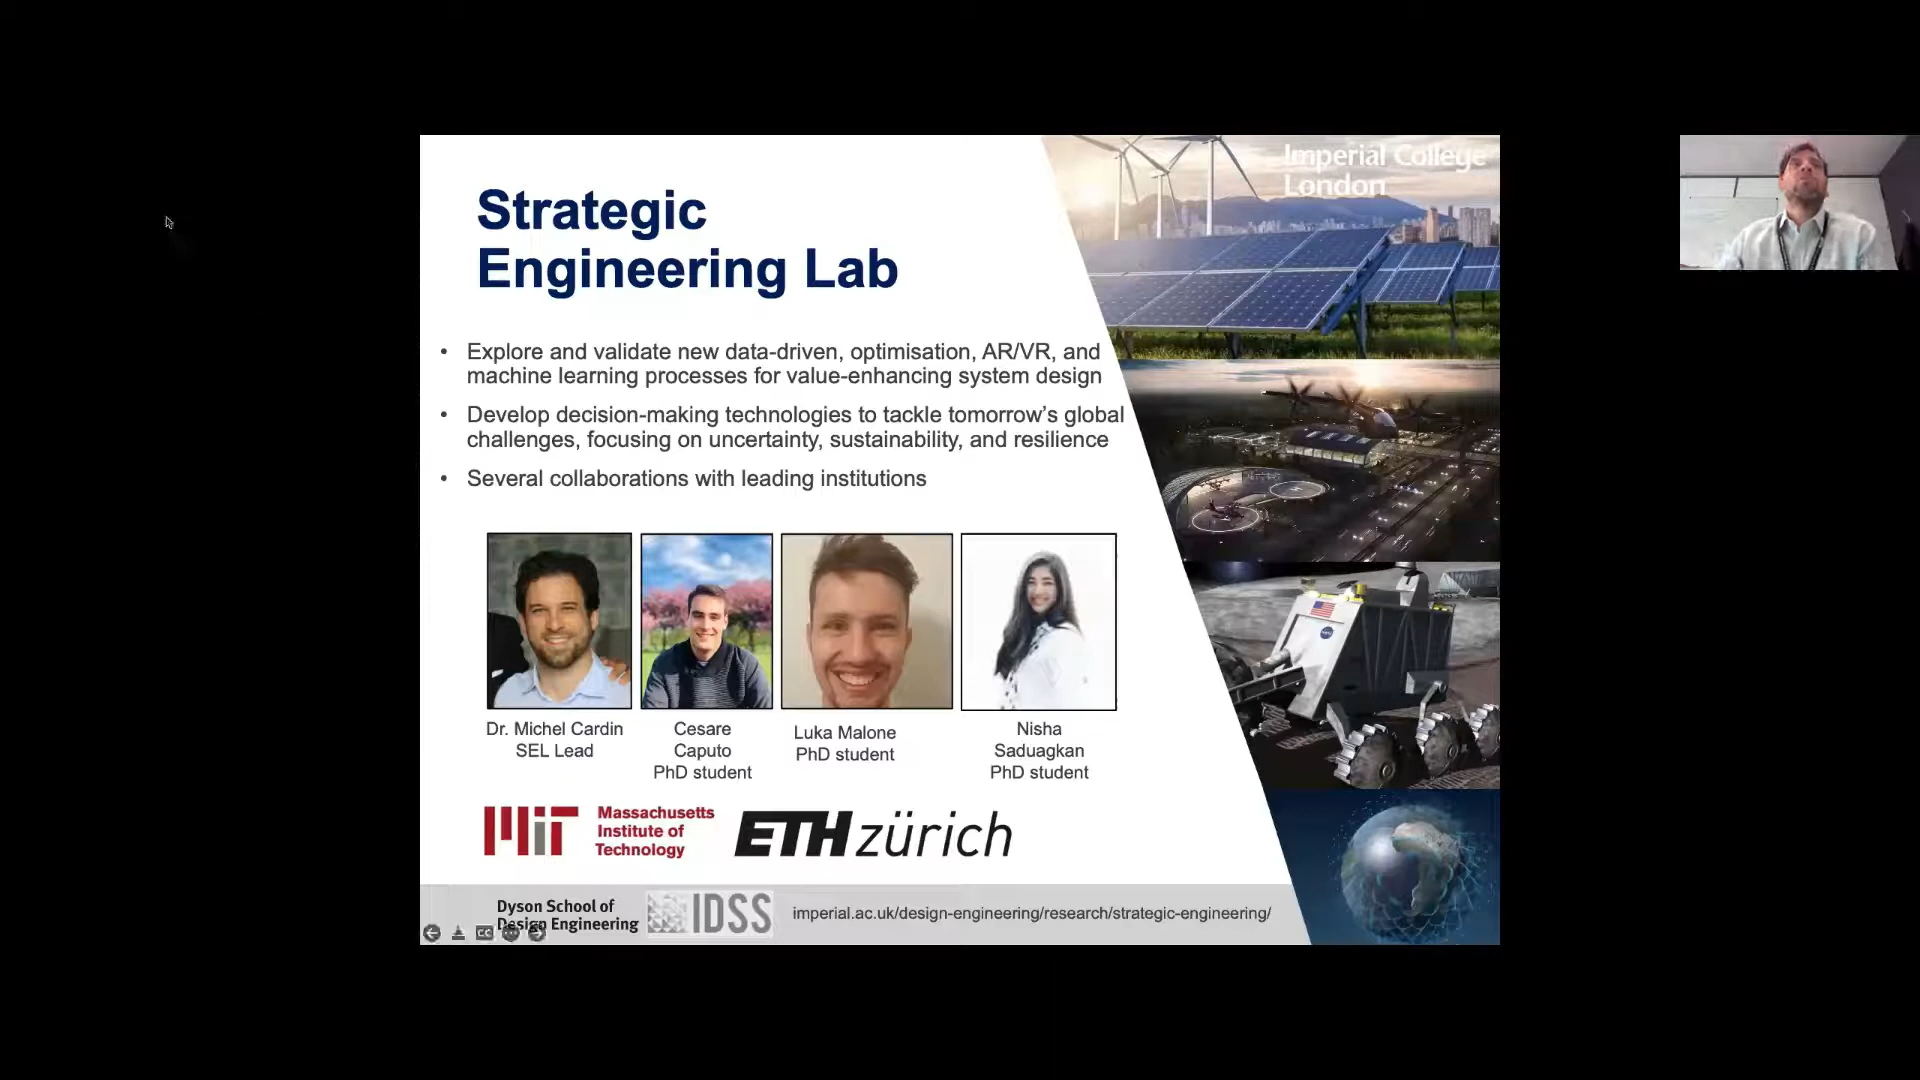 Imperial College
London
Strategic
Engineering Lab
• Explore and validate new data-driven, optimisation, AR/VR, and
machine learning processes for value-enhancing system design
• Develop decision-making technologies to tackle tomorrow's global
challenges, focusing on uncertainty, sustainability, and resilience
• Several collaborations with leading institutions
Dr. Michel Cardin
SEL Lead
Cesare
Caputo
PhD student
Luka Malone
PhD student
Nisha
Saduagkan
PhD student
MIT
Massachusetts
Institute of
Technology
ETH zürich
Dyson School of
Design Engineering
IDSS
imperial.ac.uk/design-engineering/research/strategic-engineering/